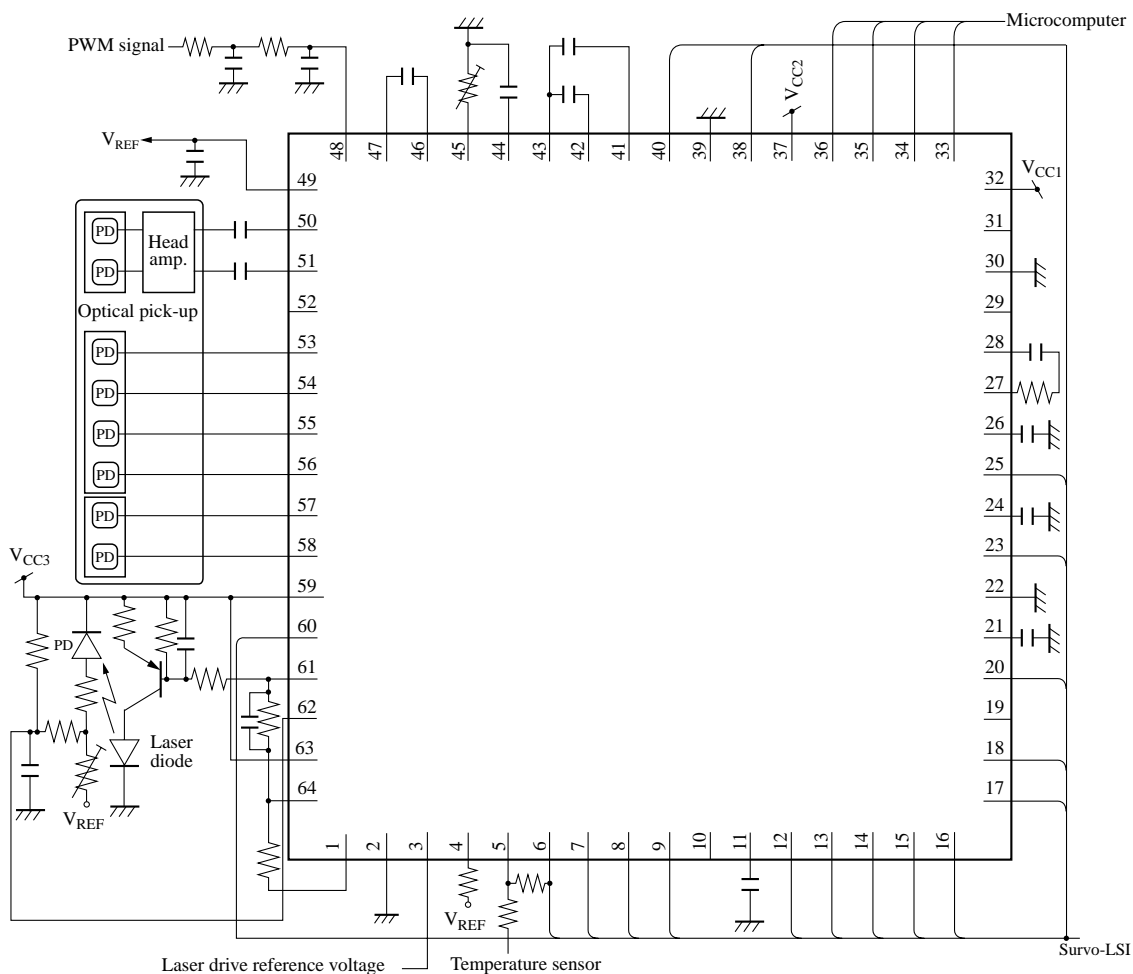 Microcomputer
PWM signal
VCC2
VREF
48
47
46
45
44
43
42
41
40
39
38
37
36
35
34
33
49
50
51
52
53
54
55
56
57
58
59
60
61
62
63
64
32
31
30
29
28
27
26
25
24
23
22
21
20
19
18
17
VCC1
PD
PD
Head
amp.
Optical pick-up
PD
PD
PD
PD
PD
PD
VCC3
PD
Laser
diode
VREF
1
2
3
4
5
6
7
8
9
10
11
12
13
14
15
16
VREF
Laser drive reference voltage
Temperature sensor
Survo-LSI